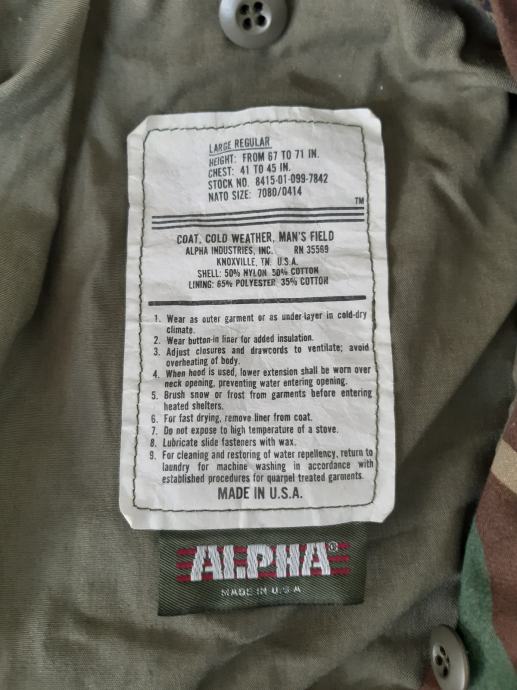 LARGE REGULAR
HEIGHT: FROM 67 TO 71 IN.
CHEST: 41 TO 45 IN.
STOCK NO. 8415-01-099-7842
NATO SIZE: 7080/0414
TM
COAT, COLD WEATHER, MAN'S FIELD
ALPHA INDUSTRIES, INC. RN 35569
KNOXVILLE, TN. U.S.A.
SHELL: 50% NYLON 50% COTTON
LINING: 65% POLYESTER 35% COTTON
1. Wear as outer garment or as under-layer in cold-dry
climate.
2. Wear button-in liner for added insulation.
3. Adjust closures and drawcords to ventilate; avoid
overheating of body.
4. When hood is used, lower extension shall be worn over
neck opening, preventing water entering opening.
5. Brush snow or frost from garments before entering
heated shelters.
6. For fast drying, remove liner from coat.
7. Do not expose to high temperature of a stove.
8. Lubricate slide fasteners with wax.
9. For cleaning and restoring of water repellency, return to
laundry for machine washing in accordance with
established procedures for quarpel treated garments.
MADE IN U.S.A.
ALPHA®
MADE IN U.S.A